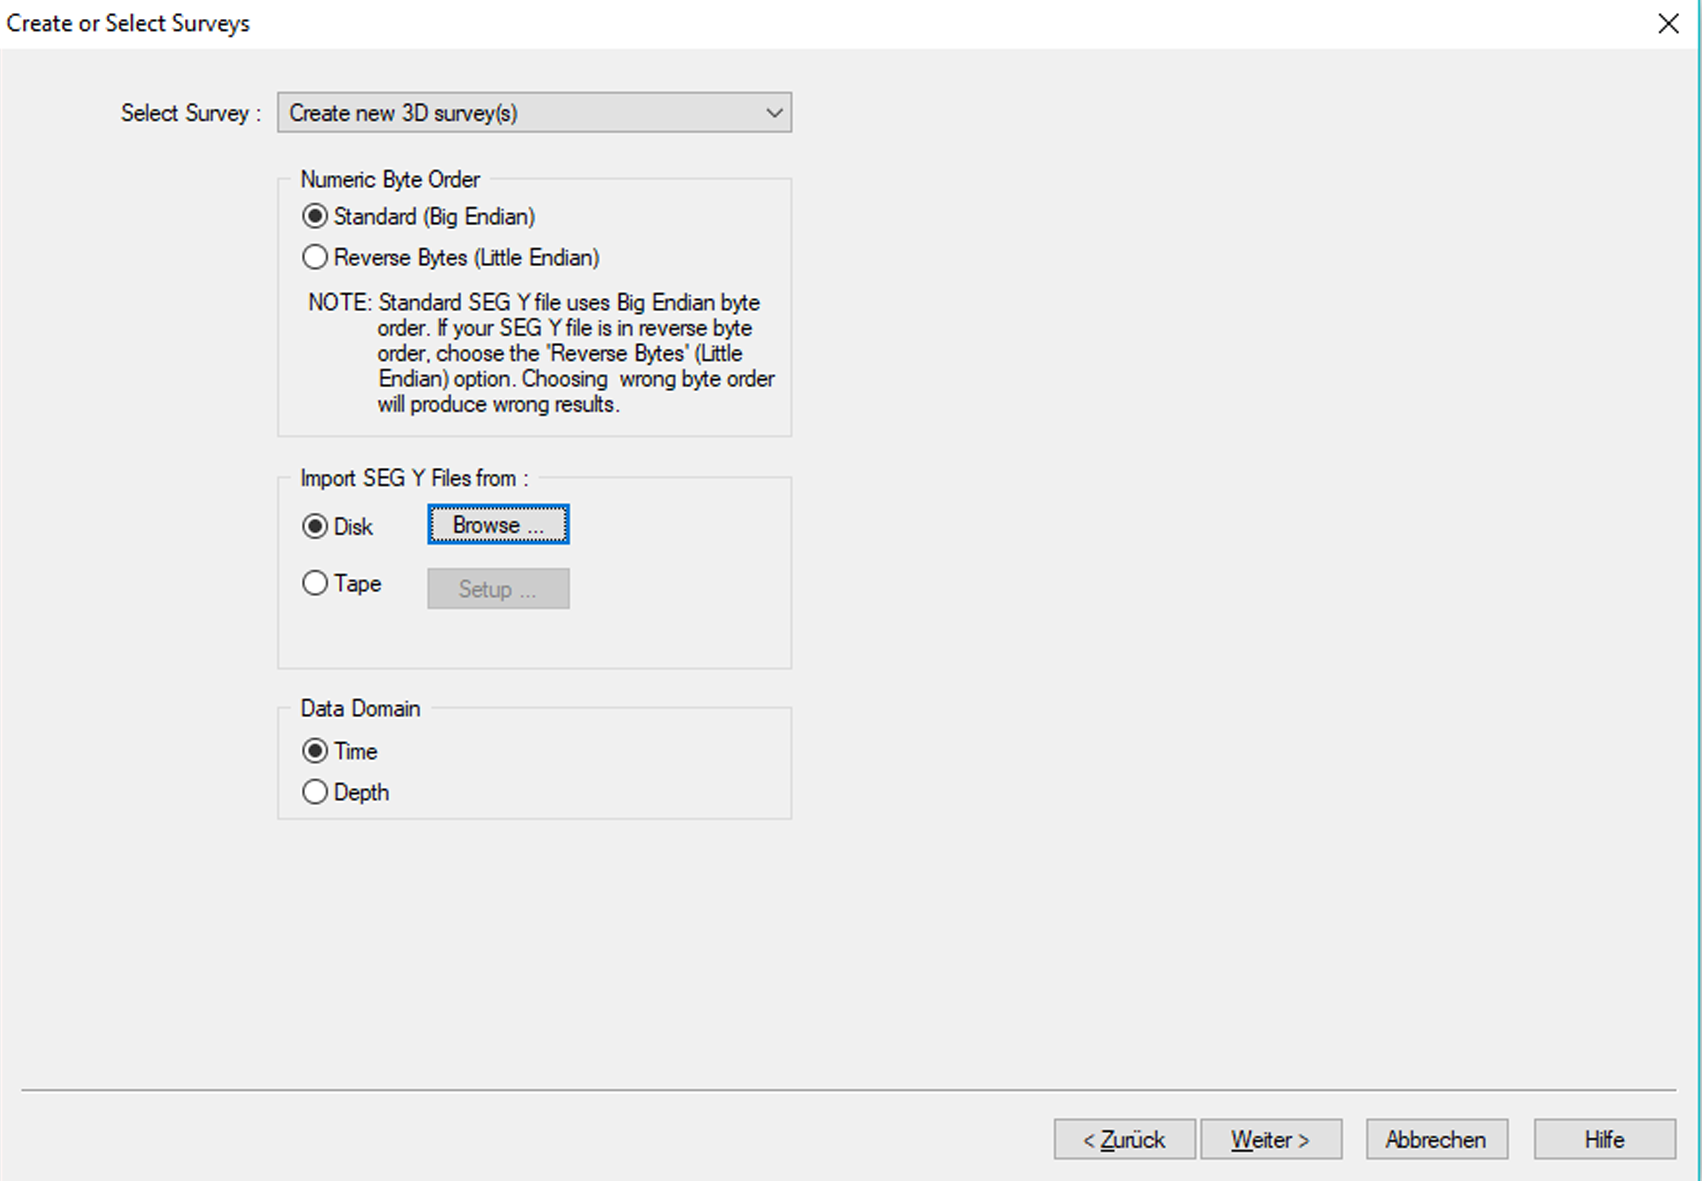 Create or Select Surveys
Select Survey : Create new 3D survey(s)
Numeric Byte Order
Standard (Big Endian)
Reverse Bytes (Little Endian)
NOTE: Standard SEG Y file uses Big Endian byte
order. If your SEG Y file is in reverse byte
order, choose the 'Reverse Bytes' (Little
Endian) option. Choosing  wrong byte order
will produce wrong results.
Import SEG Y Files from :
Disk Browse ...
Tape Setup ...
Data Domain
Time
Depth
< Zurück Weiter > Abbrechen Hilfe